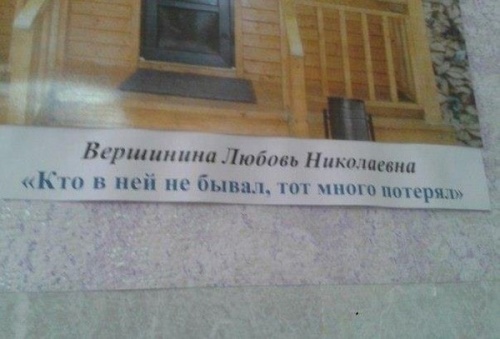 Вершинина Любовь Николаевна
«Кто в ней не бывал, тот много потерял»